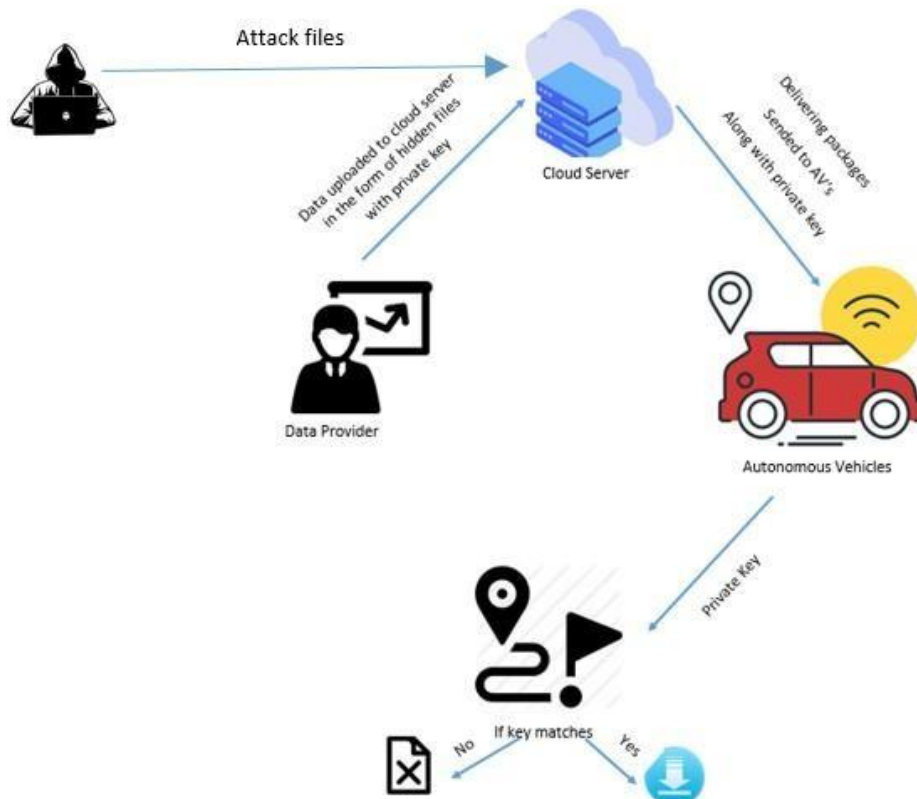 Attack files
Data uploaded to cloud server
in the form of hidden files
with private key
Cloud Server
Delivering packages
Sended to AV's
Along with private key
Data Provider
Autonomous Vehicles
Private Key
If key matches
No
Yes